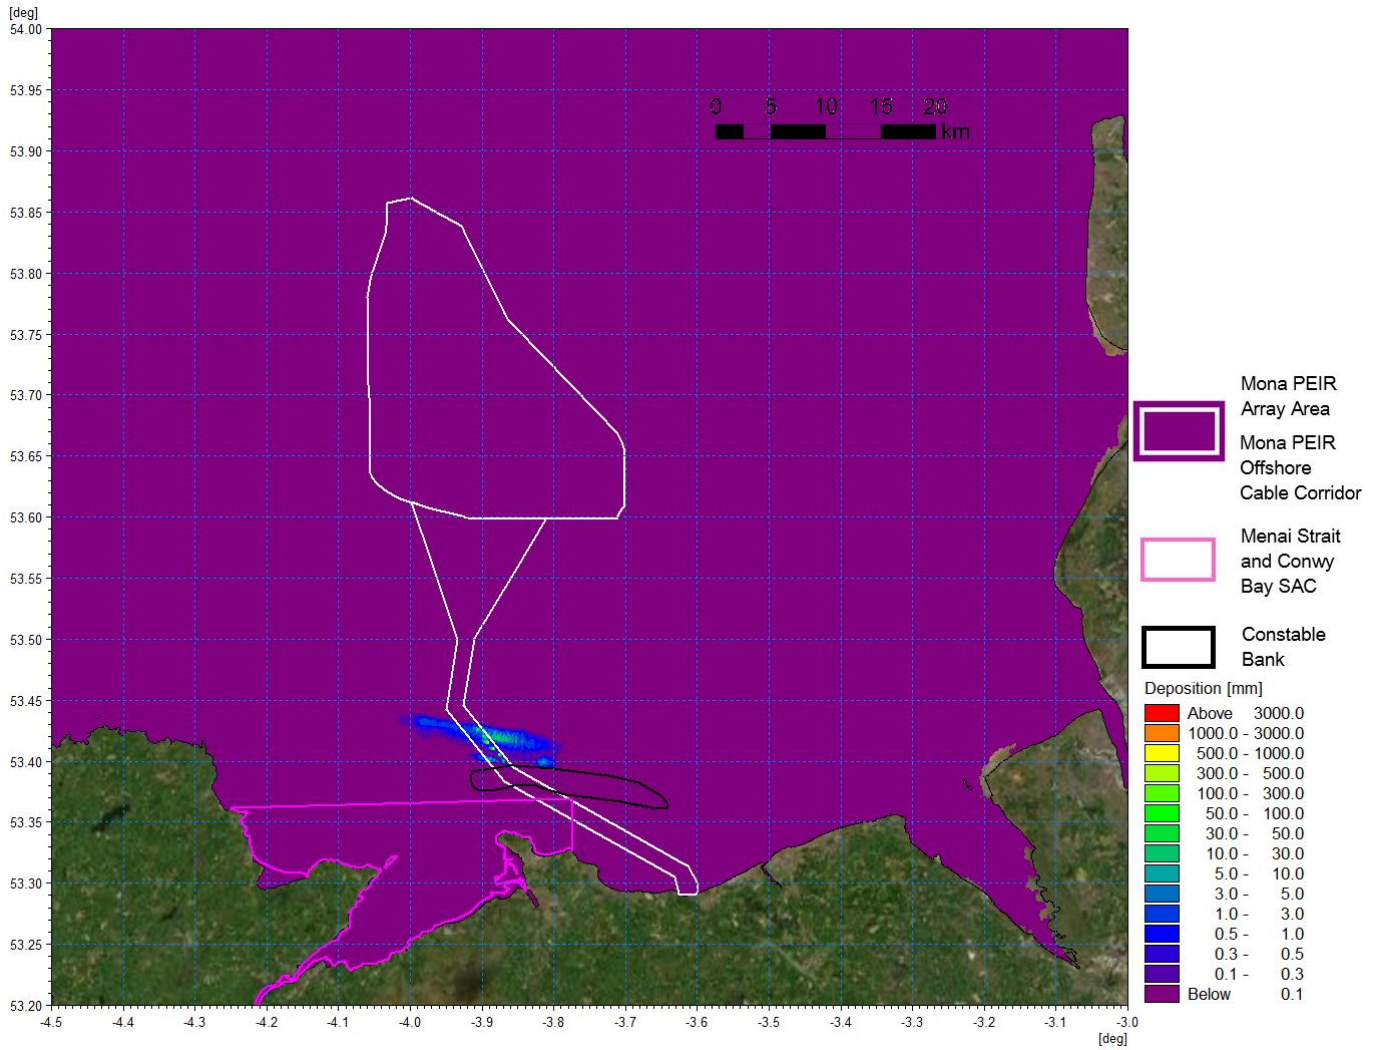 [deg]
54.00
53.95
53.90
53.85
53.80
53.75
53.70
53.65
53.60
53.55
53.50
53.45
53.40
53.35
53.30
53.25
53.20
0 5 10 15 20
km
-4.5 -4.4 -4.3 -4.2 -4.1 -4.0 -3.9 -3.8 -3.7 -3.6 -3.5 -3.4 -3.3 -3.2 -3.1 -3.0
[deg]
Mona PEIR
Array Area
Mona PEIR
Offshore
Cable Corridor
Menai Strait
and Conwy
Bay SAC
Constable
Bank
Deposition [mm]
Above 3000.0
1000.0 - 3000.0
500.0 - 1000.0
300.0 - 500.0
100.0 - 300.0
50.0 - 100.0
30.0 - 50.0
10.0 - 30.0
5.0 - 10.0
3.0 - 5.0
1.0 - 3.0
0.5 - 1.0
0.3 - 0.5
0.1 - 0.3
Below 0.1